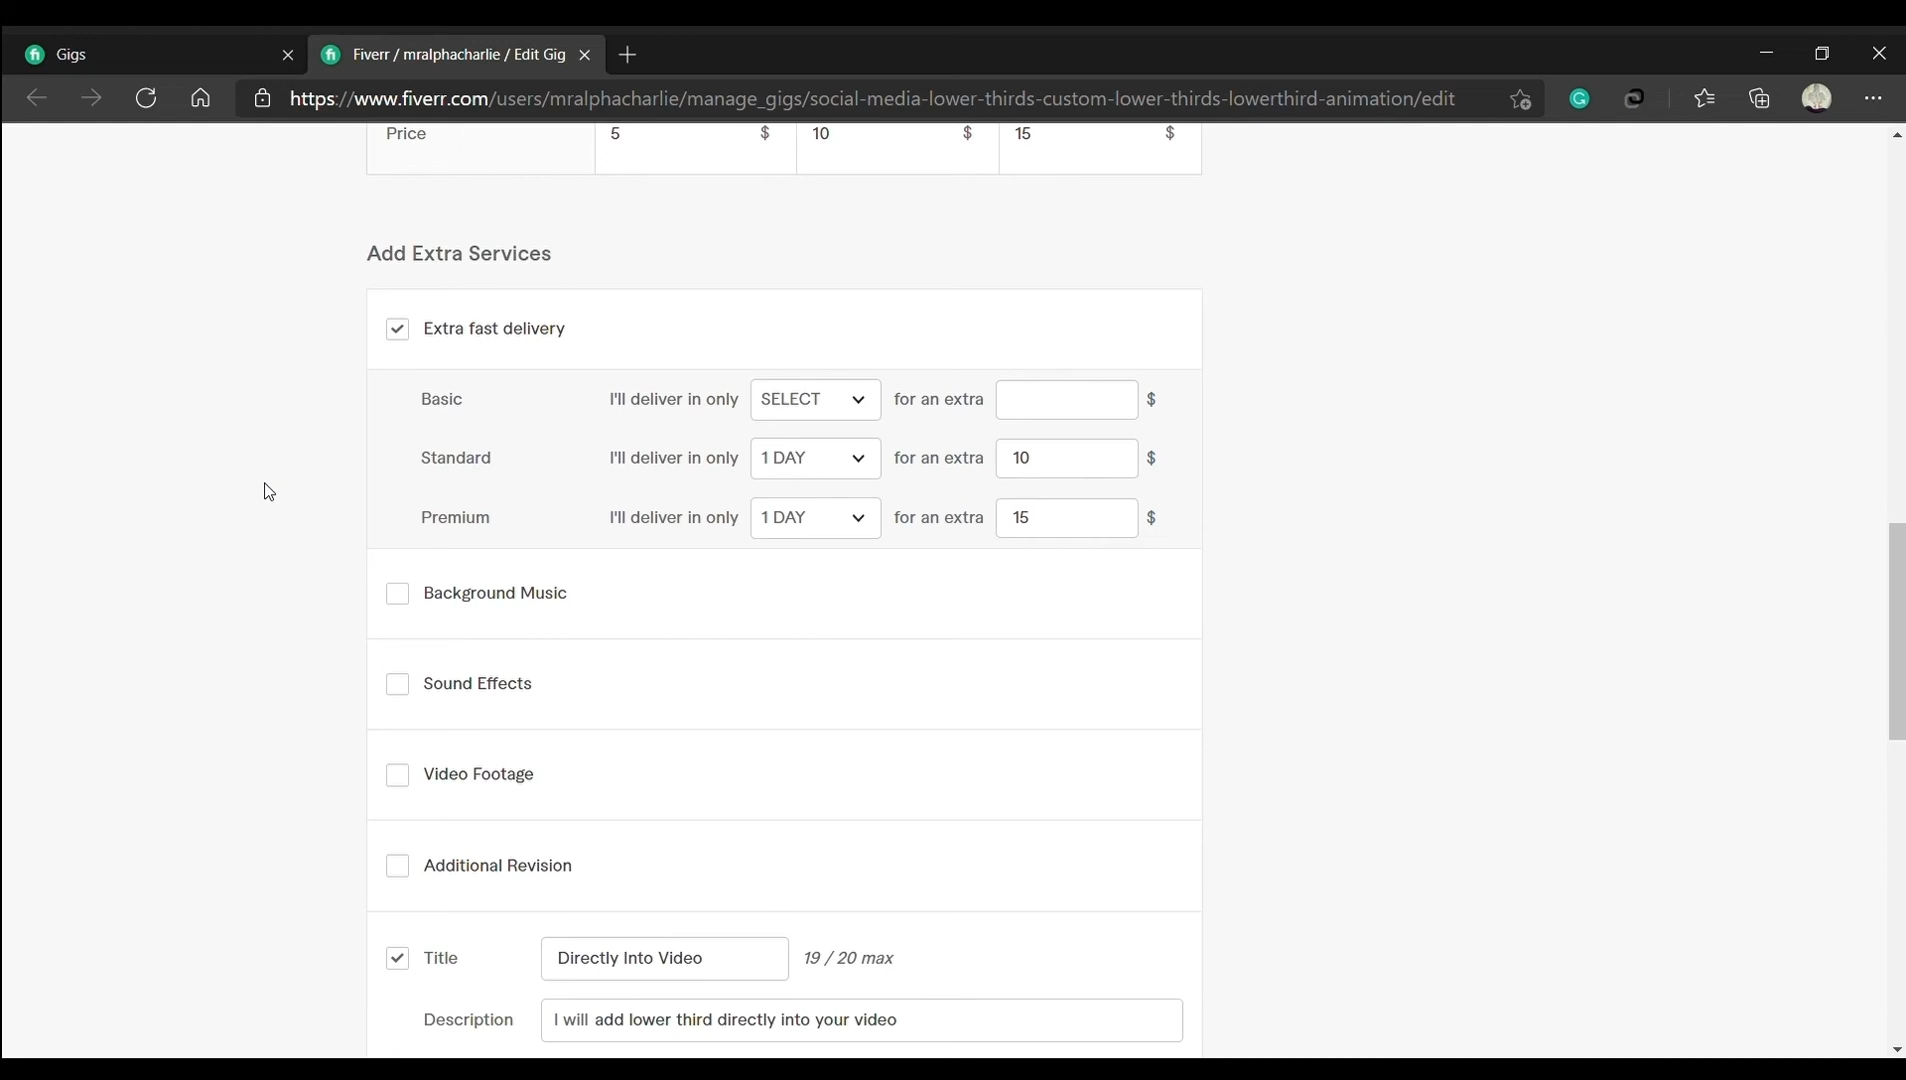 Gigs
Fiverr / mralphacharlie / Edit Gig
https://www.fiverr.com/users/mralphacharlie/manage_gigs/social-media-lower-thirds-custom-lower-thirds-lowerthird-animation/edit
Price 5 $ 10 $ 15 $
Add Extra Services
Extra fast delivery
Basic I'll deliver in only SELECT for an extra $
Standard I'll deliver in only 1 DAY for an extra 10 $
Premium I'll deliver in only 1 DAY for an extra 15 $
Background Music
Sound Effects
Video Footage
Additional Revision
Title Directly Into Video 19 / 20 max
Description I will add lower third directly into your video